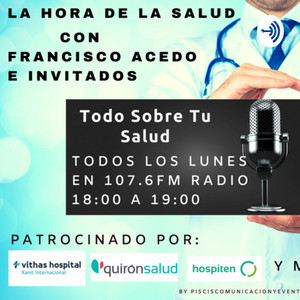 LA HORA DE LA SALUD
CON
FRANCISCO ACEDO
E INVITADOS
Todo Sobre Tu
Salud
TODOS LOS LUNES
EN 107.6FM RADIO
18:00 A 19:00
PATROCINADO POR:
vithas hospital
Xanit Internacional
quirónsalud
hospiten
Y M
BY PISCISCOMUNICACIONYEVENT